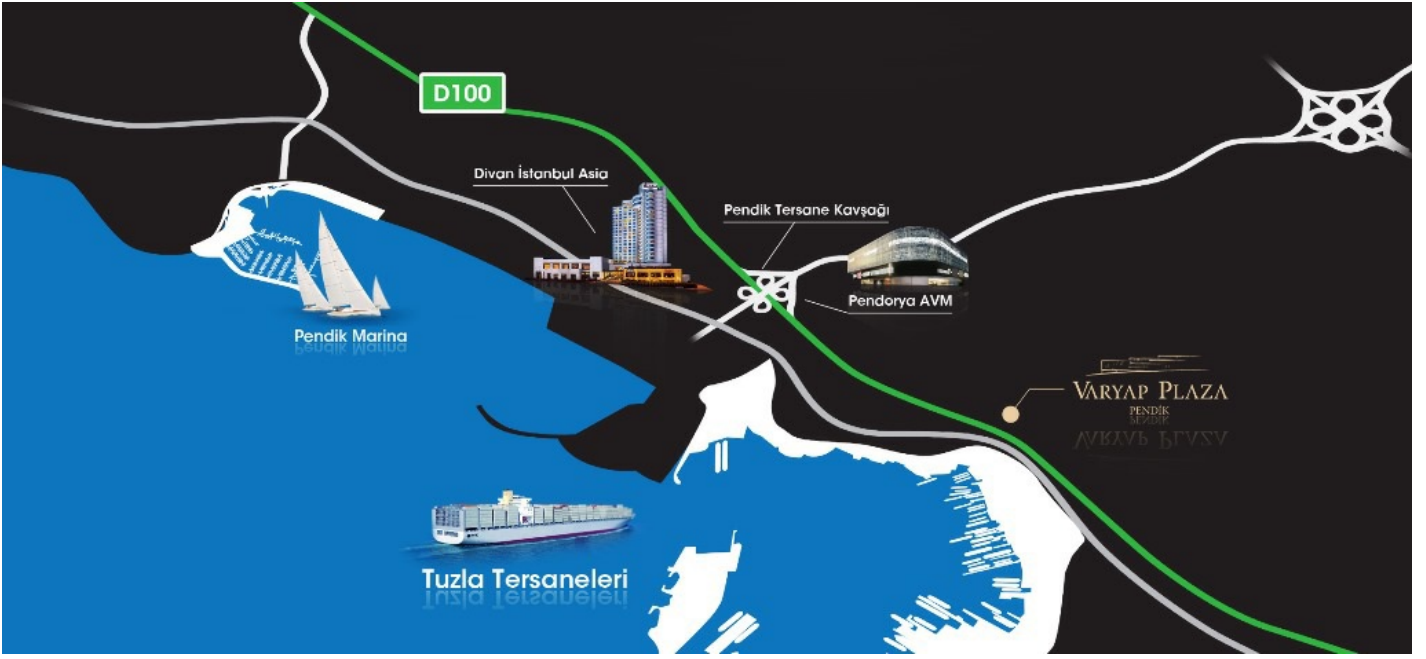 D100
Divan İstanbul Asia
Pendik Tersane Kavşağı
Pendorya AVM
Pendik Marina
VARYAP PLAZA
PENDİK
Tuzla Tersaneleri